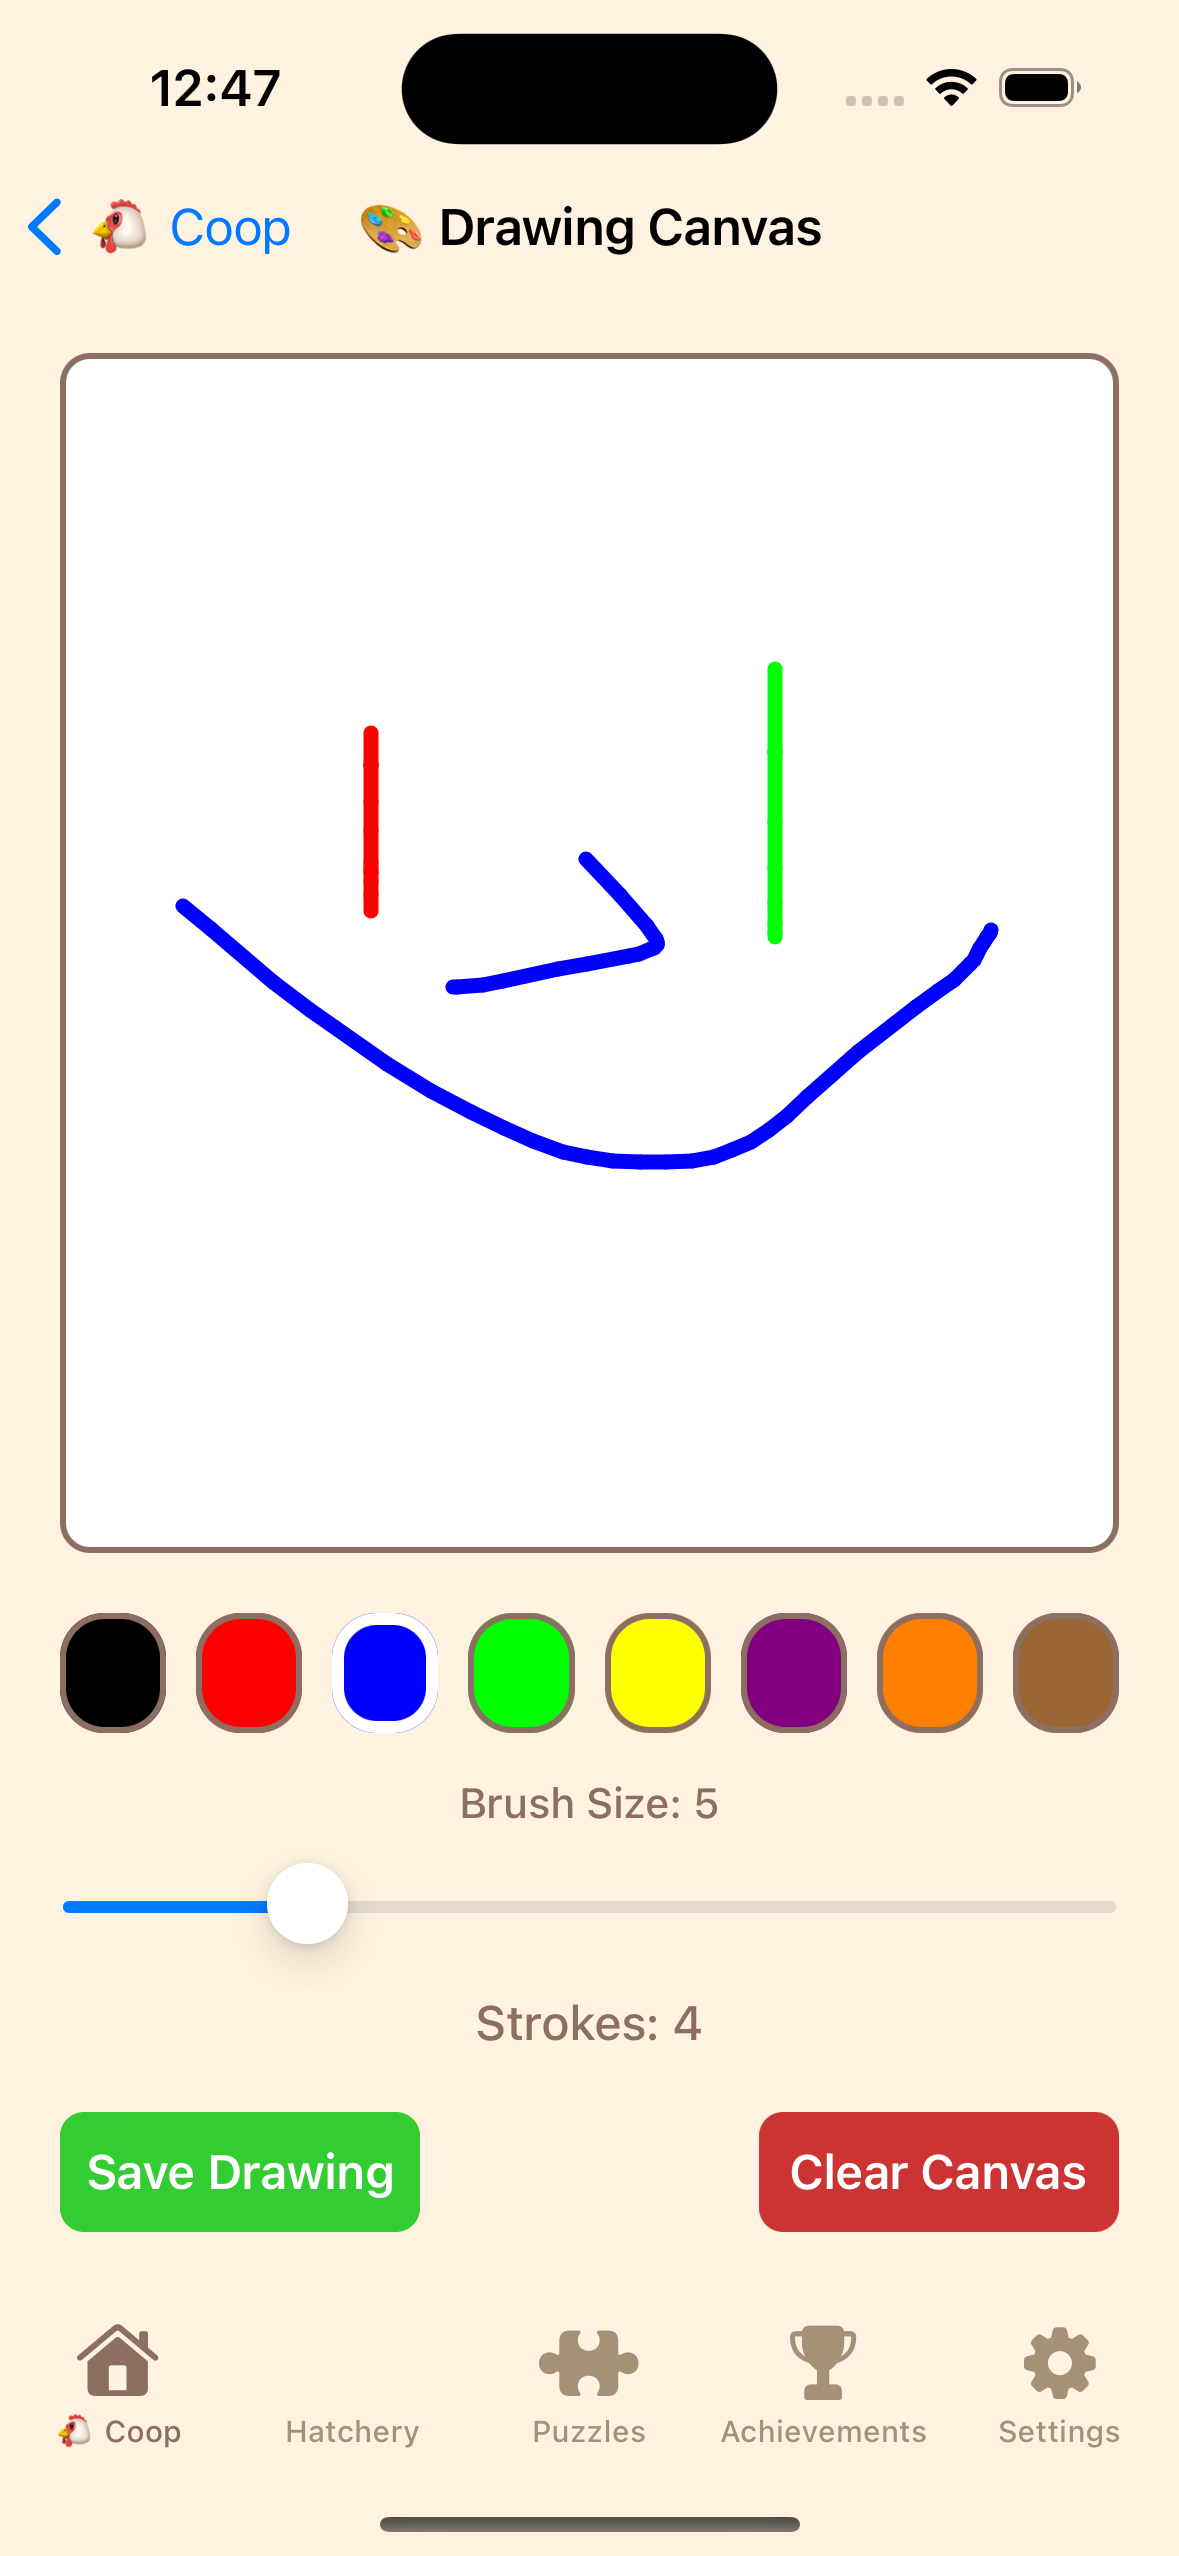 12:47
Coop Drawing Canvas
Brush Size: 5
Strokes: 4
Save Drawing Clear Canvas
Coop Hatchery Puzzles Achievements Settings